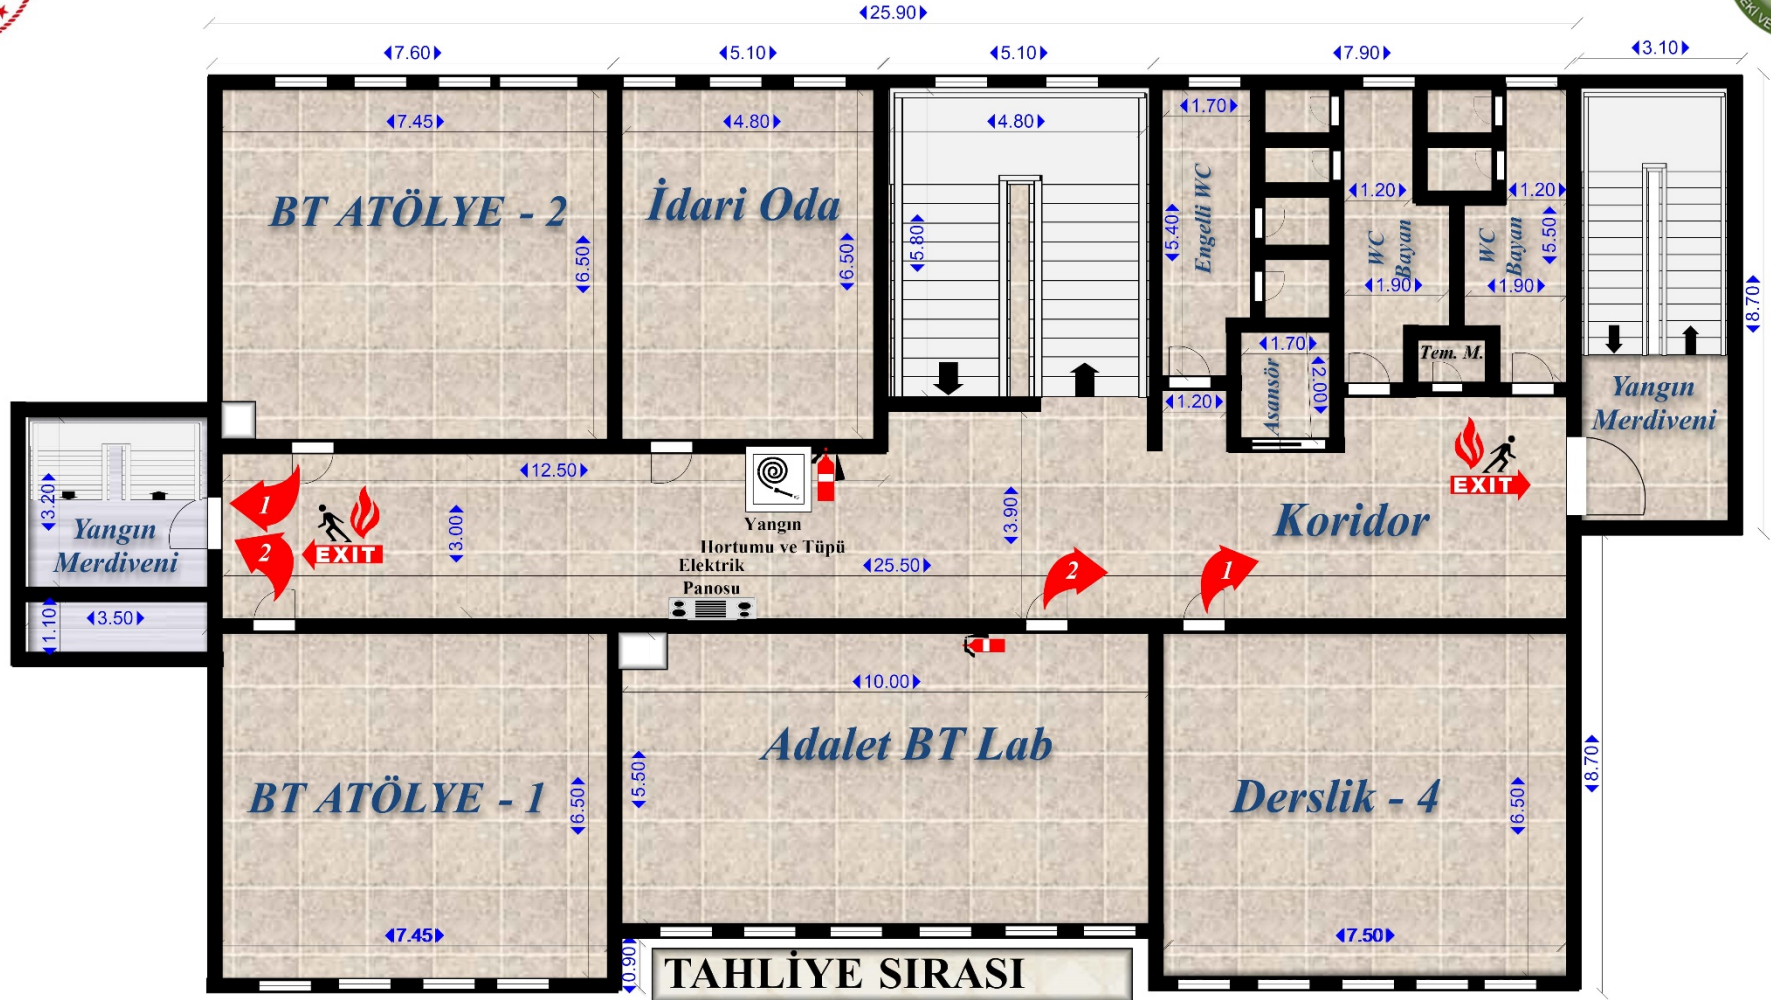 25.90
7.60
5.10
5.10
7.90
3.10
7.45
4.80
4.80
1.70
BT ATÖLYE - 2
İdari Oda
6.50
6.50
5.80
5.40
Engelli WC
1.20
WC
Bayan
1.90
1.20
WC
Bayan
5.50
1.90
8.70
1.70
Asansör
2.00
Tem. M.
1.20
Yangın
Merdiveni
3.20
Yangın
Merdiveni
1.10
3.50
1
2
EXIT
12.50
3.00
Yangın
Hortumu ve Tüpü
Elektrik
Panosu
3.90
25.50
2
1
Koridor
EXIT
BT ATÖLYE - 1
6.50
7.45
10.00
Adalet BT Lab
5.50
Derslik - 4
6.50
7.50
8.70
0.90
TAHLİYE SIRASI